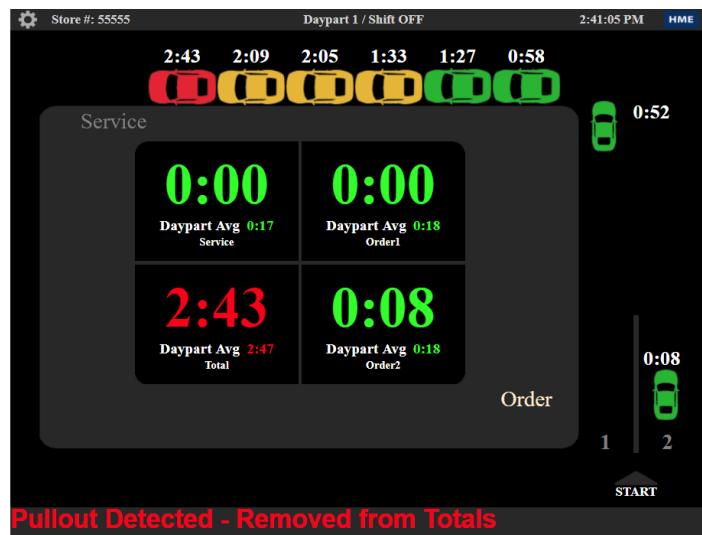 Store #: 55555 Daypart 1 / Shift OFF 2:41:05 PM HME
2:43 2:09 2:05 1:33 1:27 0:58
0:52
Service
0:00 0:00
Daypart Avg 0:17 Daypart Avg 0:18
Service Order1
2:43 0:08
Daypart Avg 2:47 Daypart Avg 0:18
Total Order2
0:08
Order
1 2
START
Pullout Detected - Removed from Totals